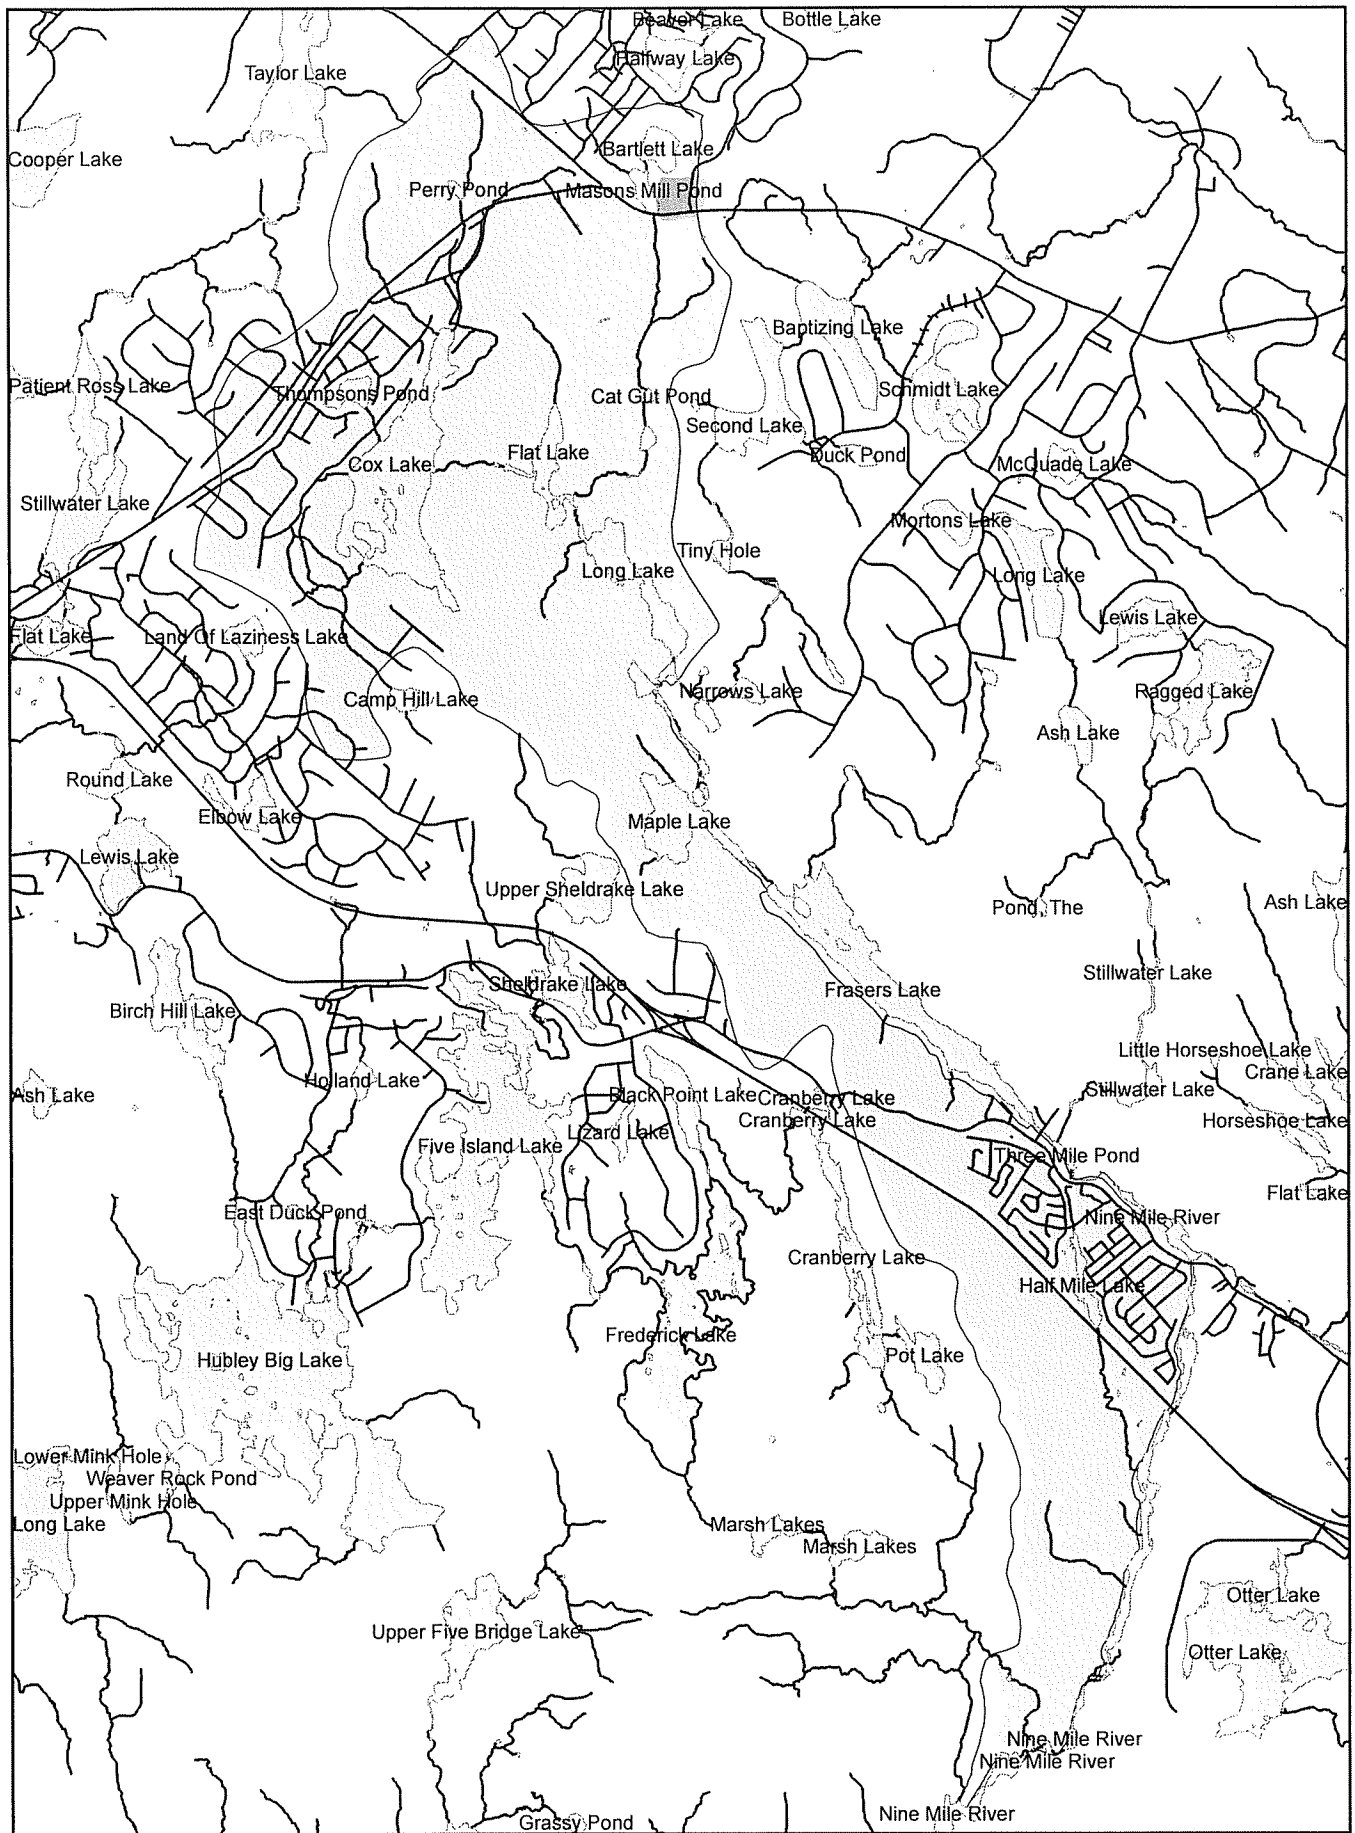 Beaver Lake
Bottle Lake
Halfway Lake
Taylor Lake
Bartlett Lake
Cooper Lake
Perry Pond
Masons Mill Pond
Baptizing Lake
Patient Ross Lake
Thompsons Pond
Cat Gut Pond
Schmidt Lake
Second Lake
Flat Lake
Duck Pond
Cox Lake
McQuade Lake
Stillwater Lake
Mortons Lake
Tiny Hole
Long Lake
Long Lake
Lewis Lake
Flat Lake
Land Of Laziness Lake
Narrows Lake
Ragged Lake
Camp Hill Lake
Ash Lake
Round Lake
Elbow Lake
Maple Lake
Lewis Lake
Upper Sheldrake Lake
Pond, The
Ash Lake
Stillwater Lake
Sheldrake Lake
Frasers Lake
Birch Hill Lake
Little Horseshoe Lake
Crane Lake
Holland Lake
Stillwater Lake
Ash Lake
Black Point Lake
Cranberry Lake
Cranberry Lake
Horseshoe Lake
Lizard Lake
Five Island Lake
Three Mile Pond
Flat Lake
East Duck Pond
Nine Mile River
Cranberry Lake
Half Mile Lake
Frederick Lake
Pot Lake
Hubley Big Lake
Lower Mink Hole
Weaver Rock Pond
Upper Mink Hole
Long Lake
Marsh Lakes
Marsh Lakes
Otter Lake
Upper Five Bridge Lake
Otter Lake
Nine Mile River
Nine Mile River
Nine Mile River
Grassy Pond